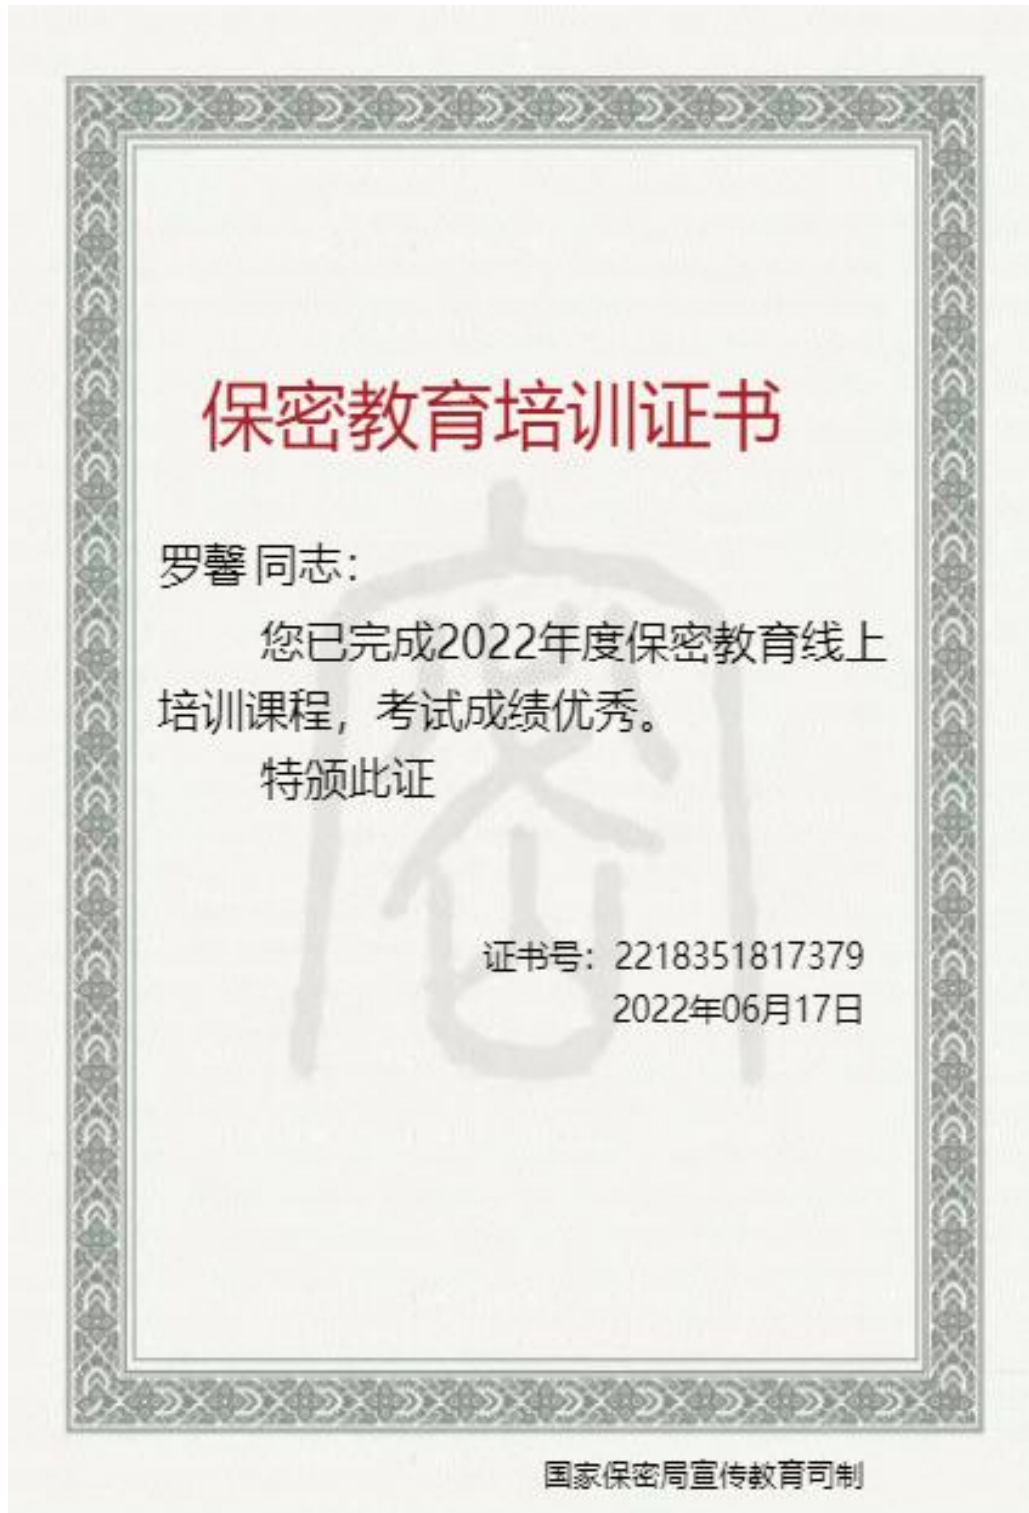 保密教育培训证书
罗馨 同志：
您已完成2022年度保密教育线上
培训课程，考试成绩优秀。
特颁此证
证书号：2218351817379
2022年06月17日
国家保密局宣传教育司制